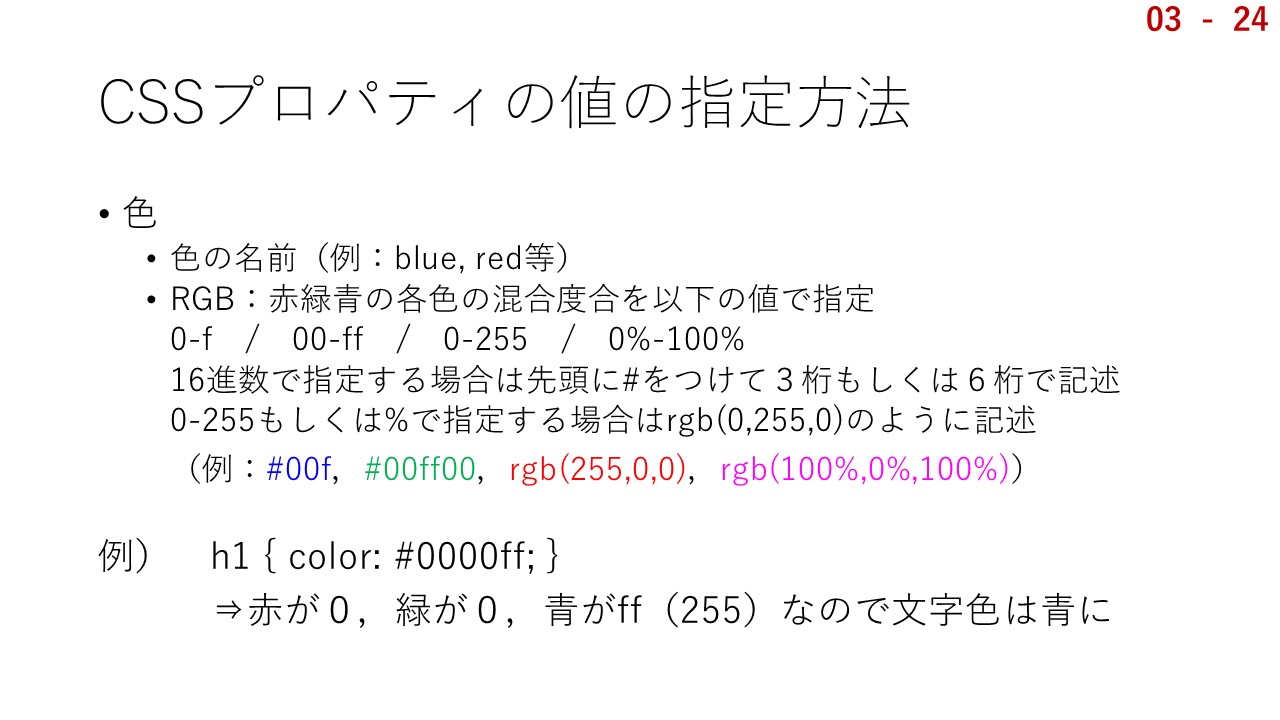 03 - 24
CSSプロパティの値の指定方法
• 色
• 色の名前（例：blue, red等）
• RGB：赤緑青の各色の混合度合を以下の値で指定
0-f　/　00-ff　/　0-255　/　0%-100%
16進数で指定する場合は先頭に#をつけて３桁もしくは６桁で記述
0-255もしくは%で指定する場合はrgb(0,255,0)のように記述
（例：#00f，#00ff00，rgb(255,0,0)，rgb(100%,0%,100%)）
例）　h1 { color: #0000ff; }
⇒赤が０，緑が０，青がff（255）なので文字色は青に